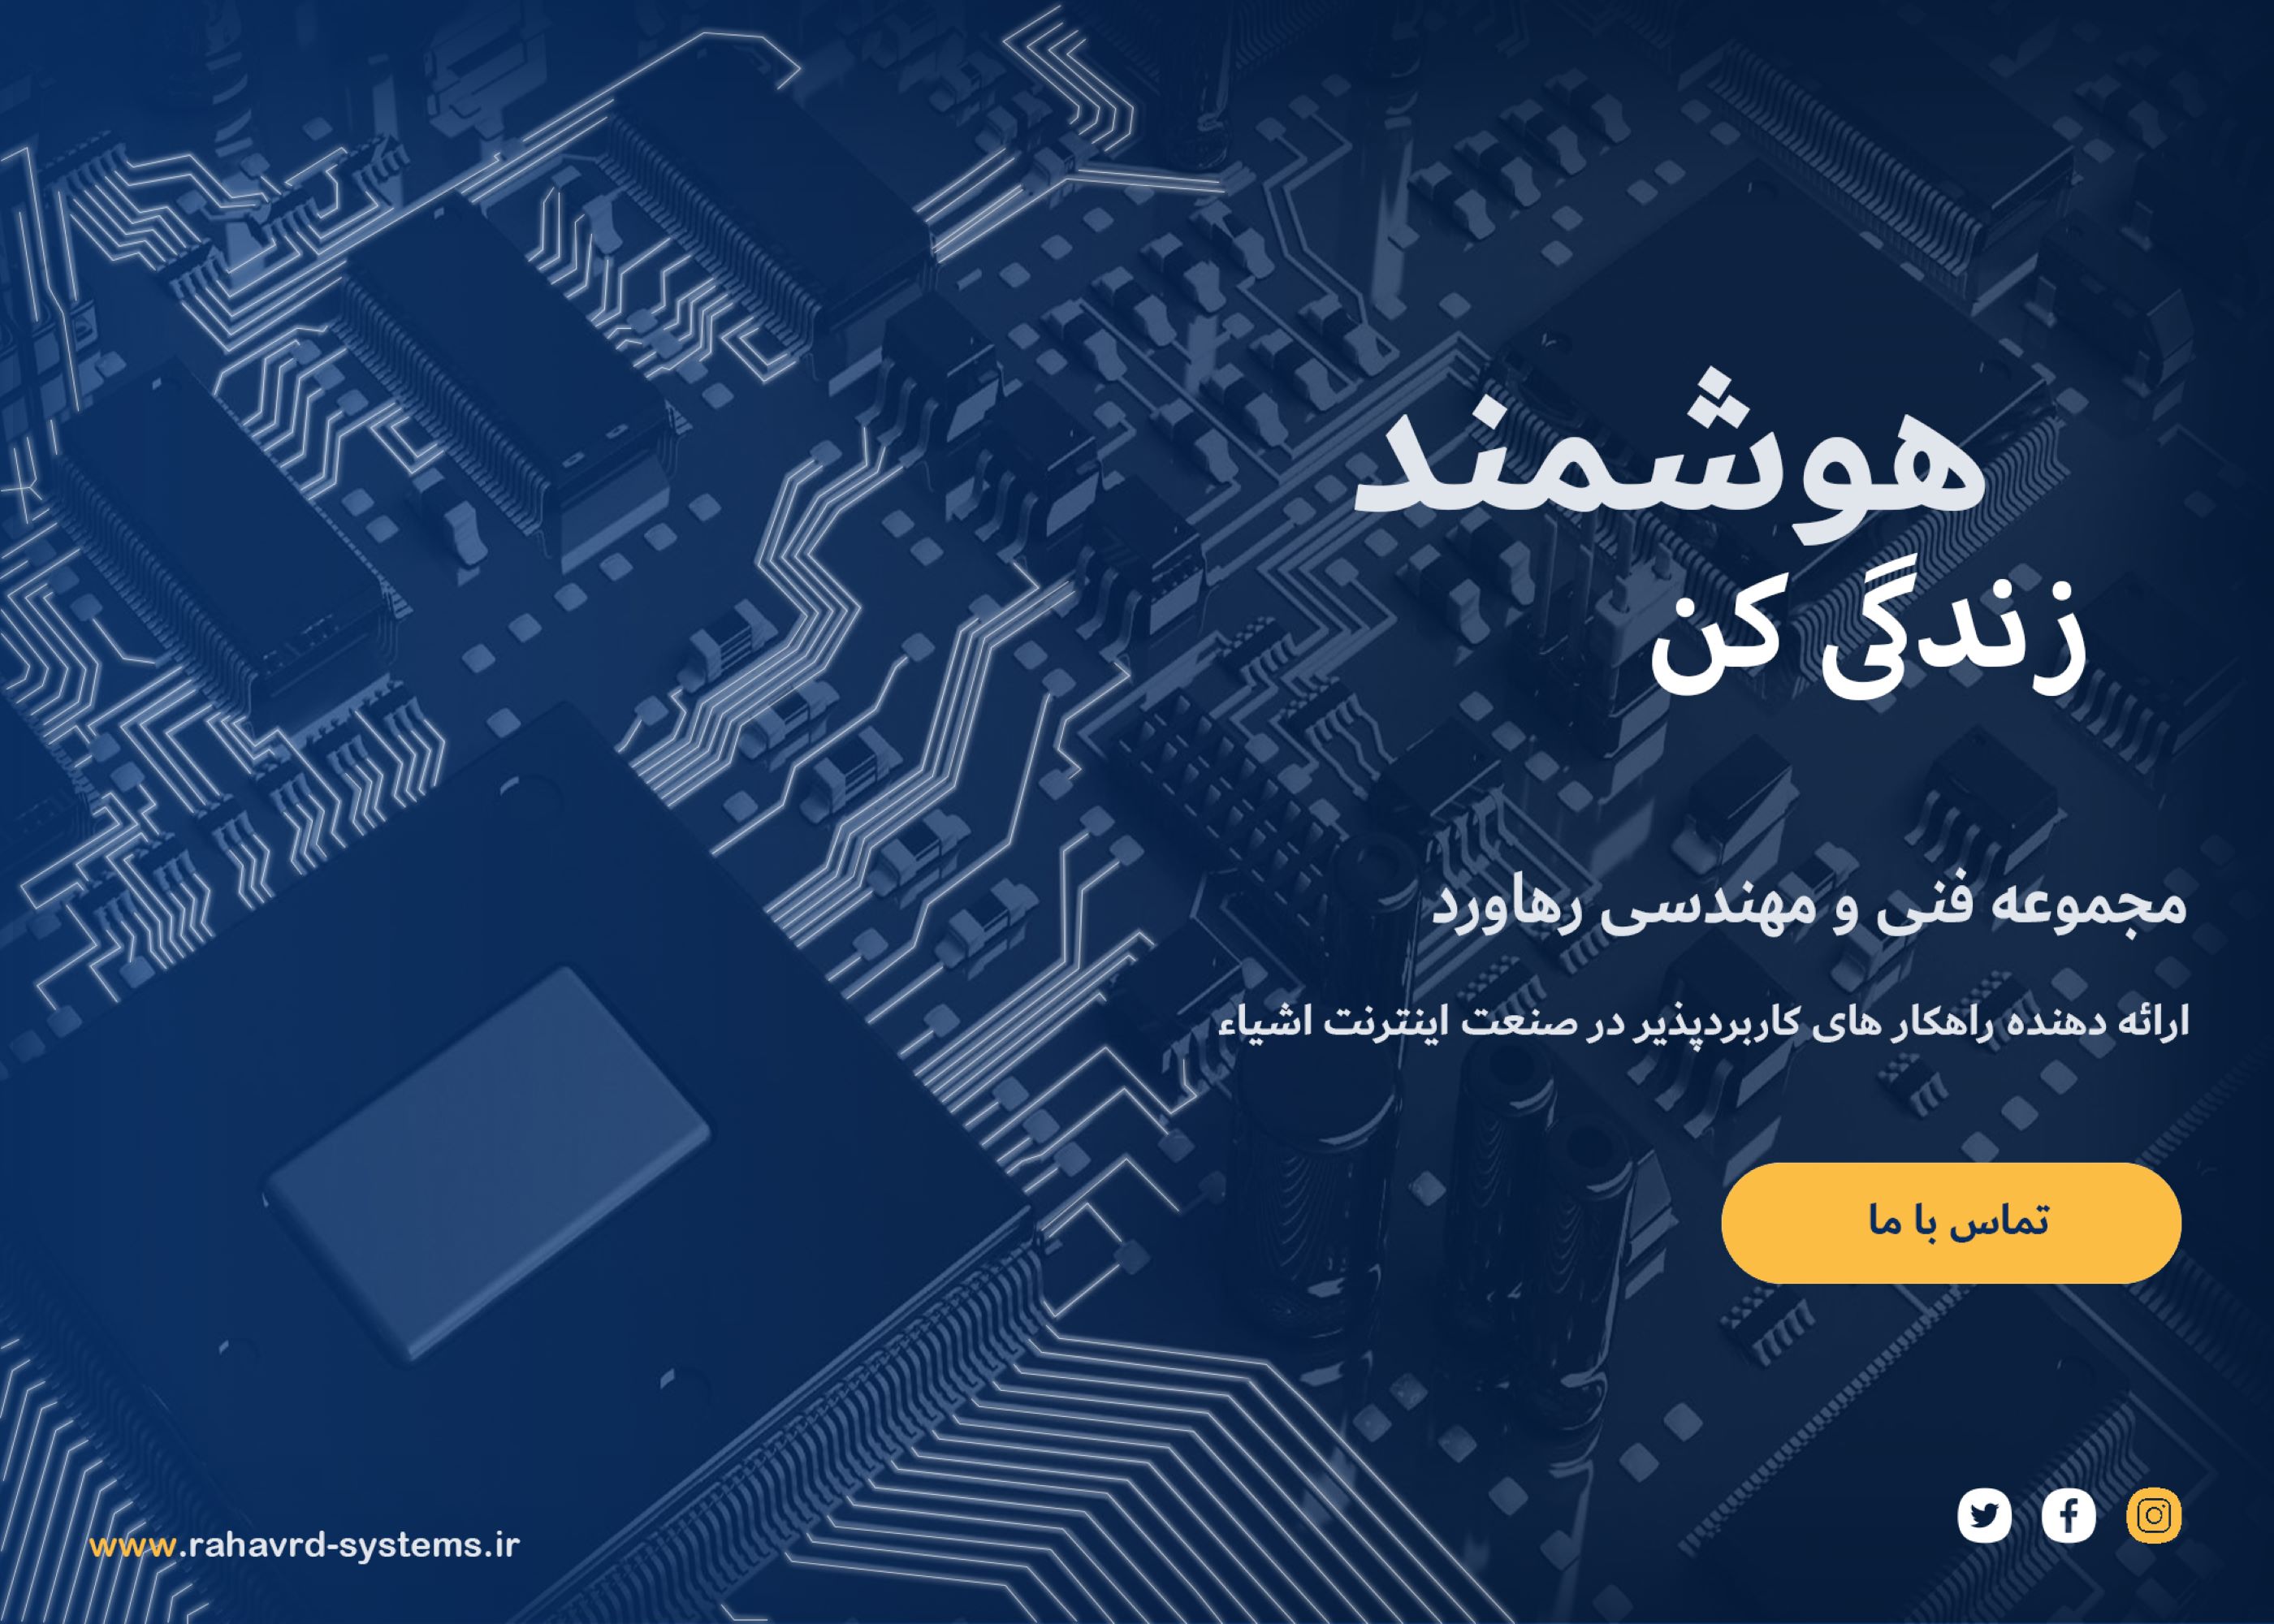 هوشمند
زندگی کن
مجموعه فنی و مهندسی رهاورد
ارائه دهنده راهکار های کاربردپذیر در صنعت اینترنت اشیاء
تماس با ما
www.rahavrd-systems.ir